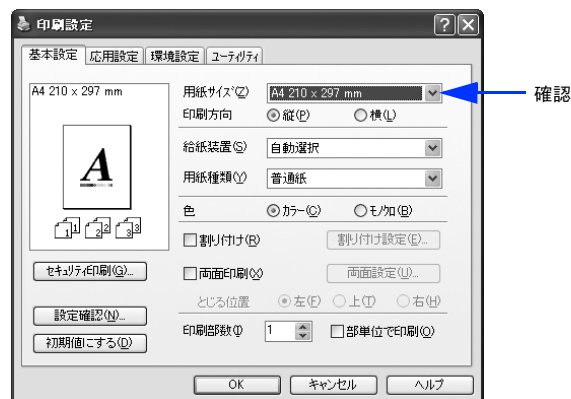 印刷設定
基本設定 応用設定 環境設定 ユーティリティ
A4 210 x 297 mm
A
1 1 2 2 3 3
セキュリティ印刷(G)...
設定確認(N)...
初期値にする(D)
用紙サイズ(Z) A4 210 x 297 mm
確認
印刷方向 縦(P) 横(L)
給紙装置(S) 自動選択
用紙種類(Y) 普通紙
色 カラー(C) モノクロ(B)
割り付け(R) 割り付け設定(E)...
両面印刷(X) 両面設定(U)...
とじる位置 左(F) 上(T) 右(H)
印刷部数(I) 1 部単位で印刷(O)
OK キャンセル ヘルプ